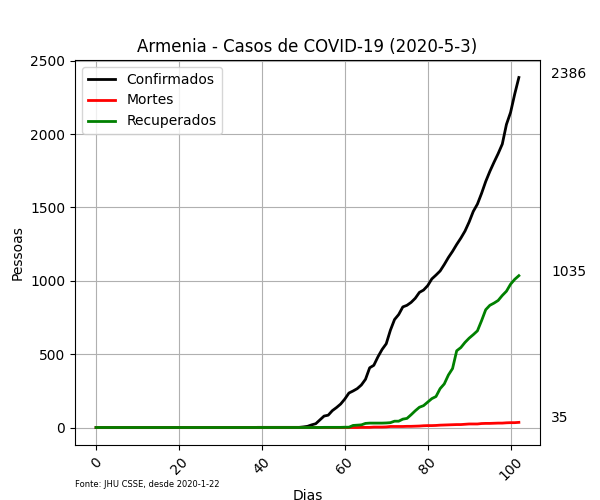 Armenia - Casos de COVID-19 (2020-5-3)
2500
2000
1500
1000
500
0
Pessoas
Confirmados
Mortes
Recuperados
2386
1035
35
0
20
40
60
80
100
Fonte: JHU CSSE, desde 2020-1-22
Dias